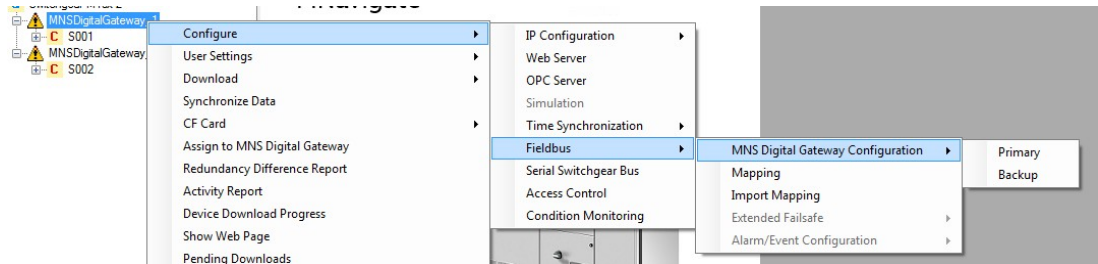 MNSDigitalGateway_1
C S001
MNSDigitalGateway_
C S002
Configure
User Settings
Download
Synchronize Data
CF Card
Assign to MNS Digital Gateway
Redundancy Difference Report
Activity Report
Device Download Progress
Show Web Page
Pending Downloads
IP Configuration
Web Server
OPC Server
Simulation
Time Synchronization
Fieldbus
Serial Switchgear Bus
Access Control
Condition Monitoring
MNS Digital Gateway Configuration
Mapping
Import Mapping
Extended Failsafe
Alarm/Event Configuration
Primary
Backup